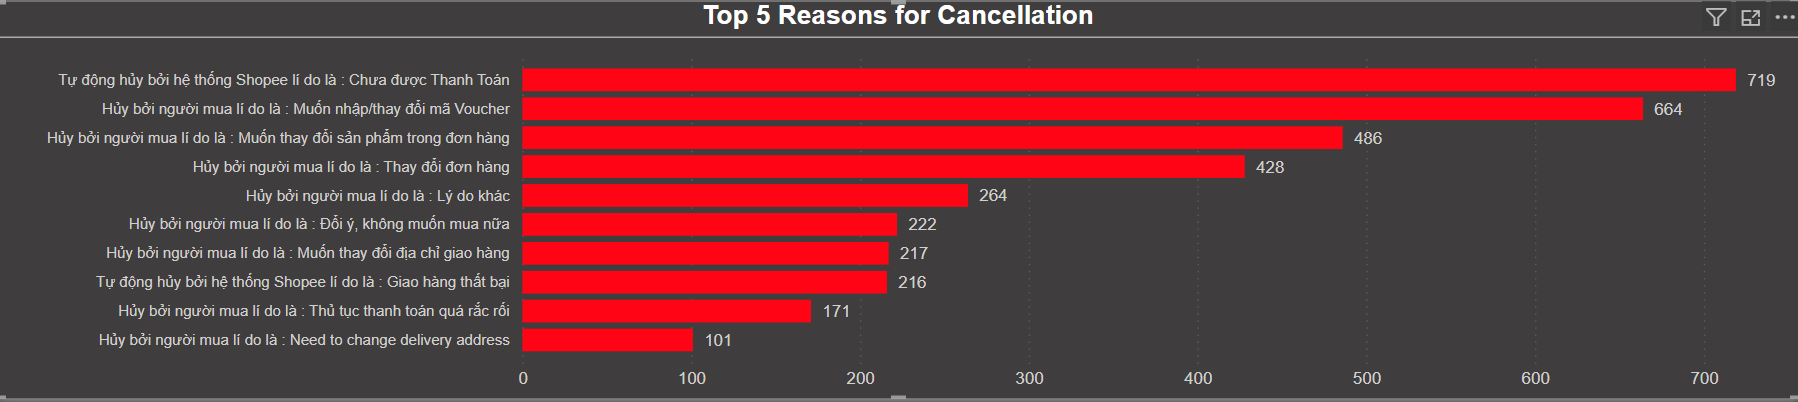 Top 5 Reasons for Cancellation
Tự động hủy bởi hệ thống Shopee lí do là : Chưa được Thanh Toán 719
Hủy bởi người mua lí do là : Muốn nhập/thay đổi mã Voucher 664
Hủy bởi người mua lí do là : Muốn thay đổi sản phẩm trong đơn hàng 486
Hủy bởi người mua lí do là : Thay đổi đơn hàng 428
Hủy bởi người mua lí do là : Lý do khác 264
Hủy bởi người mua lí do là : Đổi ý, không muốn mua nữa 222
Hủy bởi người mua lí do là : Muốn thay đổi địa chỉ giao hàng 217
Tự động hủy bởi hệ thống Shopee lí do là : Giao hàng thất bại 216
Hủy bởi người mua lí do là : Thủ tục thanh toán quá rắc rối 171
Hủy bởi người mua lí do là : Need to change delivery address 101
0 100 200 300 400 500 600 700